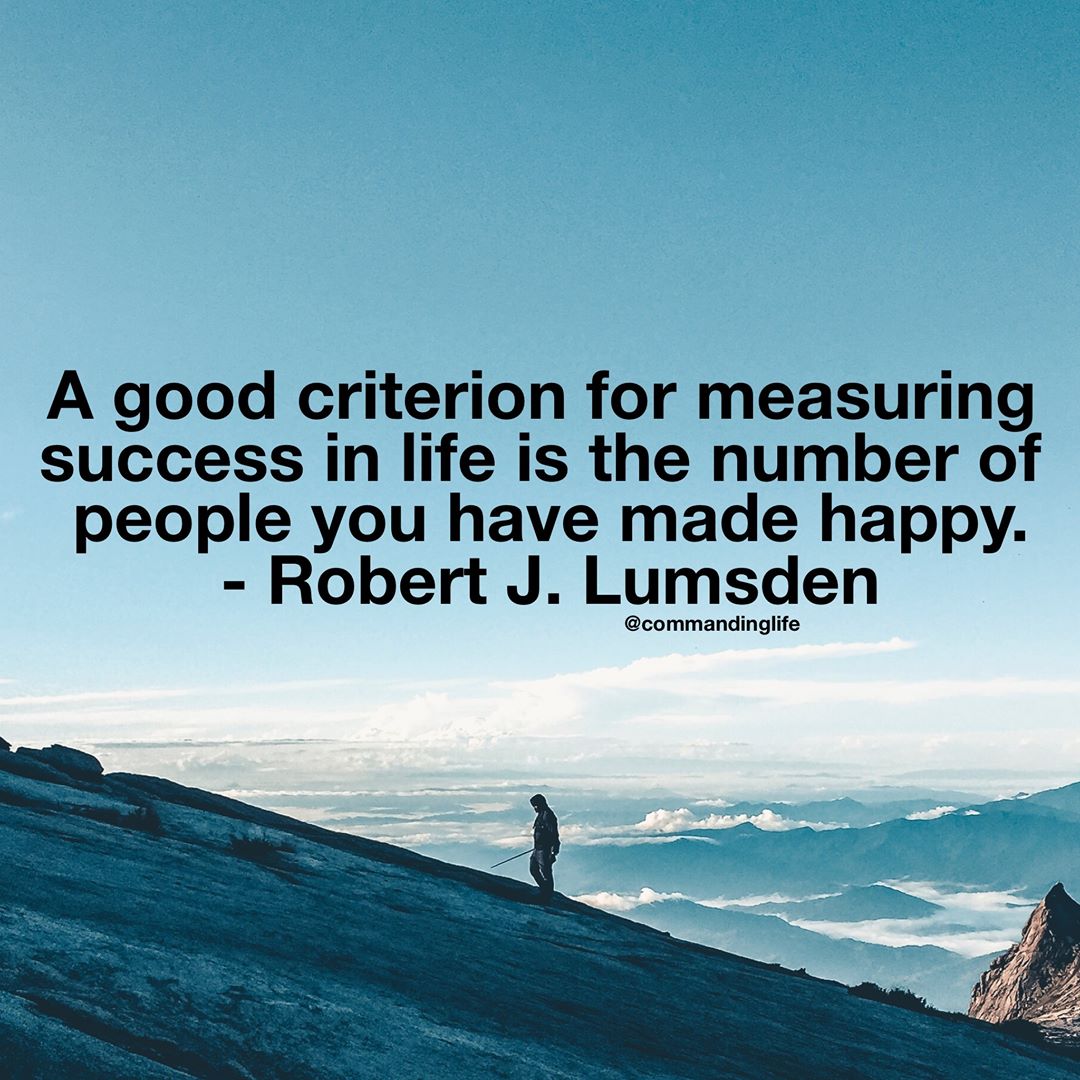 A good criterion for measuring
success in life is the number of
people you have made happy.
- Robert J. Lumsden
@commandinglife